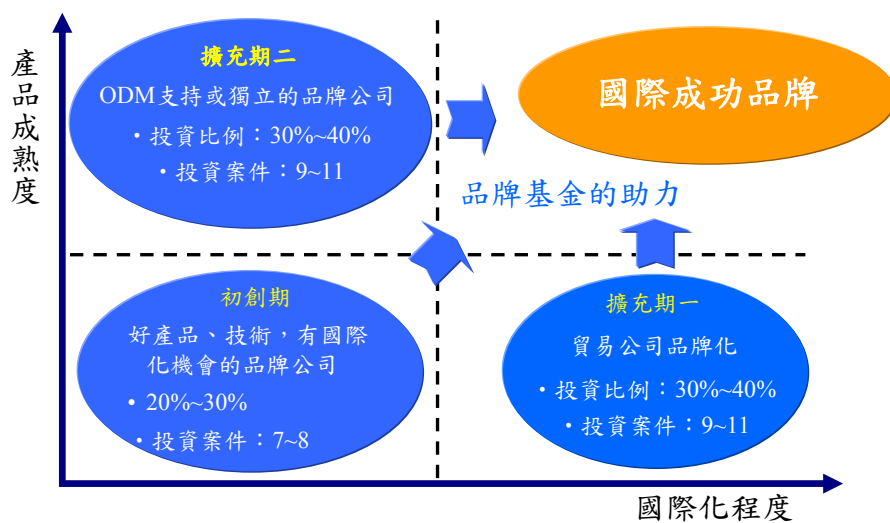 產品成熟度
擴充期二
ODM支持或獨立的品牌公司
•投資比例：30%~40%
•投資案件：9~11
國際成功品牌
品牌基金的助力
初創期
好產品、技術，有國際
化機會的品牌公司
• 20%~30%
•投資案件：7~8
擴充期一
貿易公司品牌化
•投資比例：30%~40%
•投資案件：9~11
國際化程度